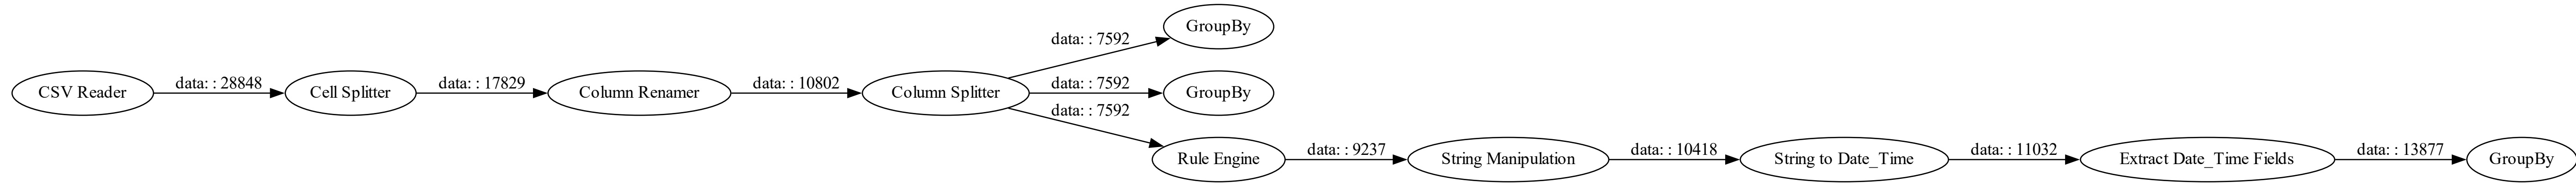 CSV Reader
data: : 28848
Cell Splitter
data: : 17829
Column Renamer
data: : 10802
Column Splitter
data: : 7592
GroupBy
data: : 7592
GroupBy
data: : 7592
Rule Engine
data: : 9237
String Manipulation
data: : 10418
String to Date_Time
data: : 11032
Extract Date_Time Fields
data: : 13877
GroupBy